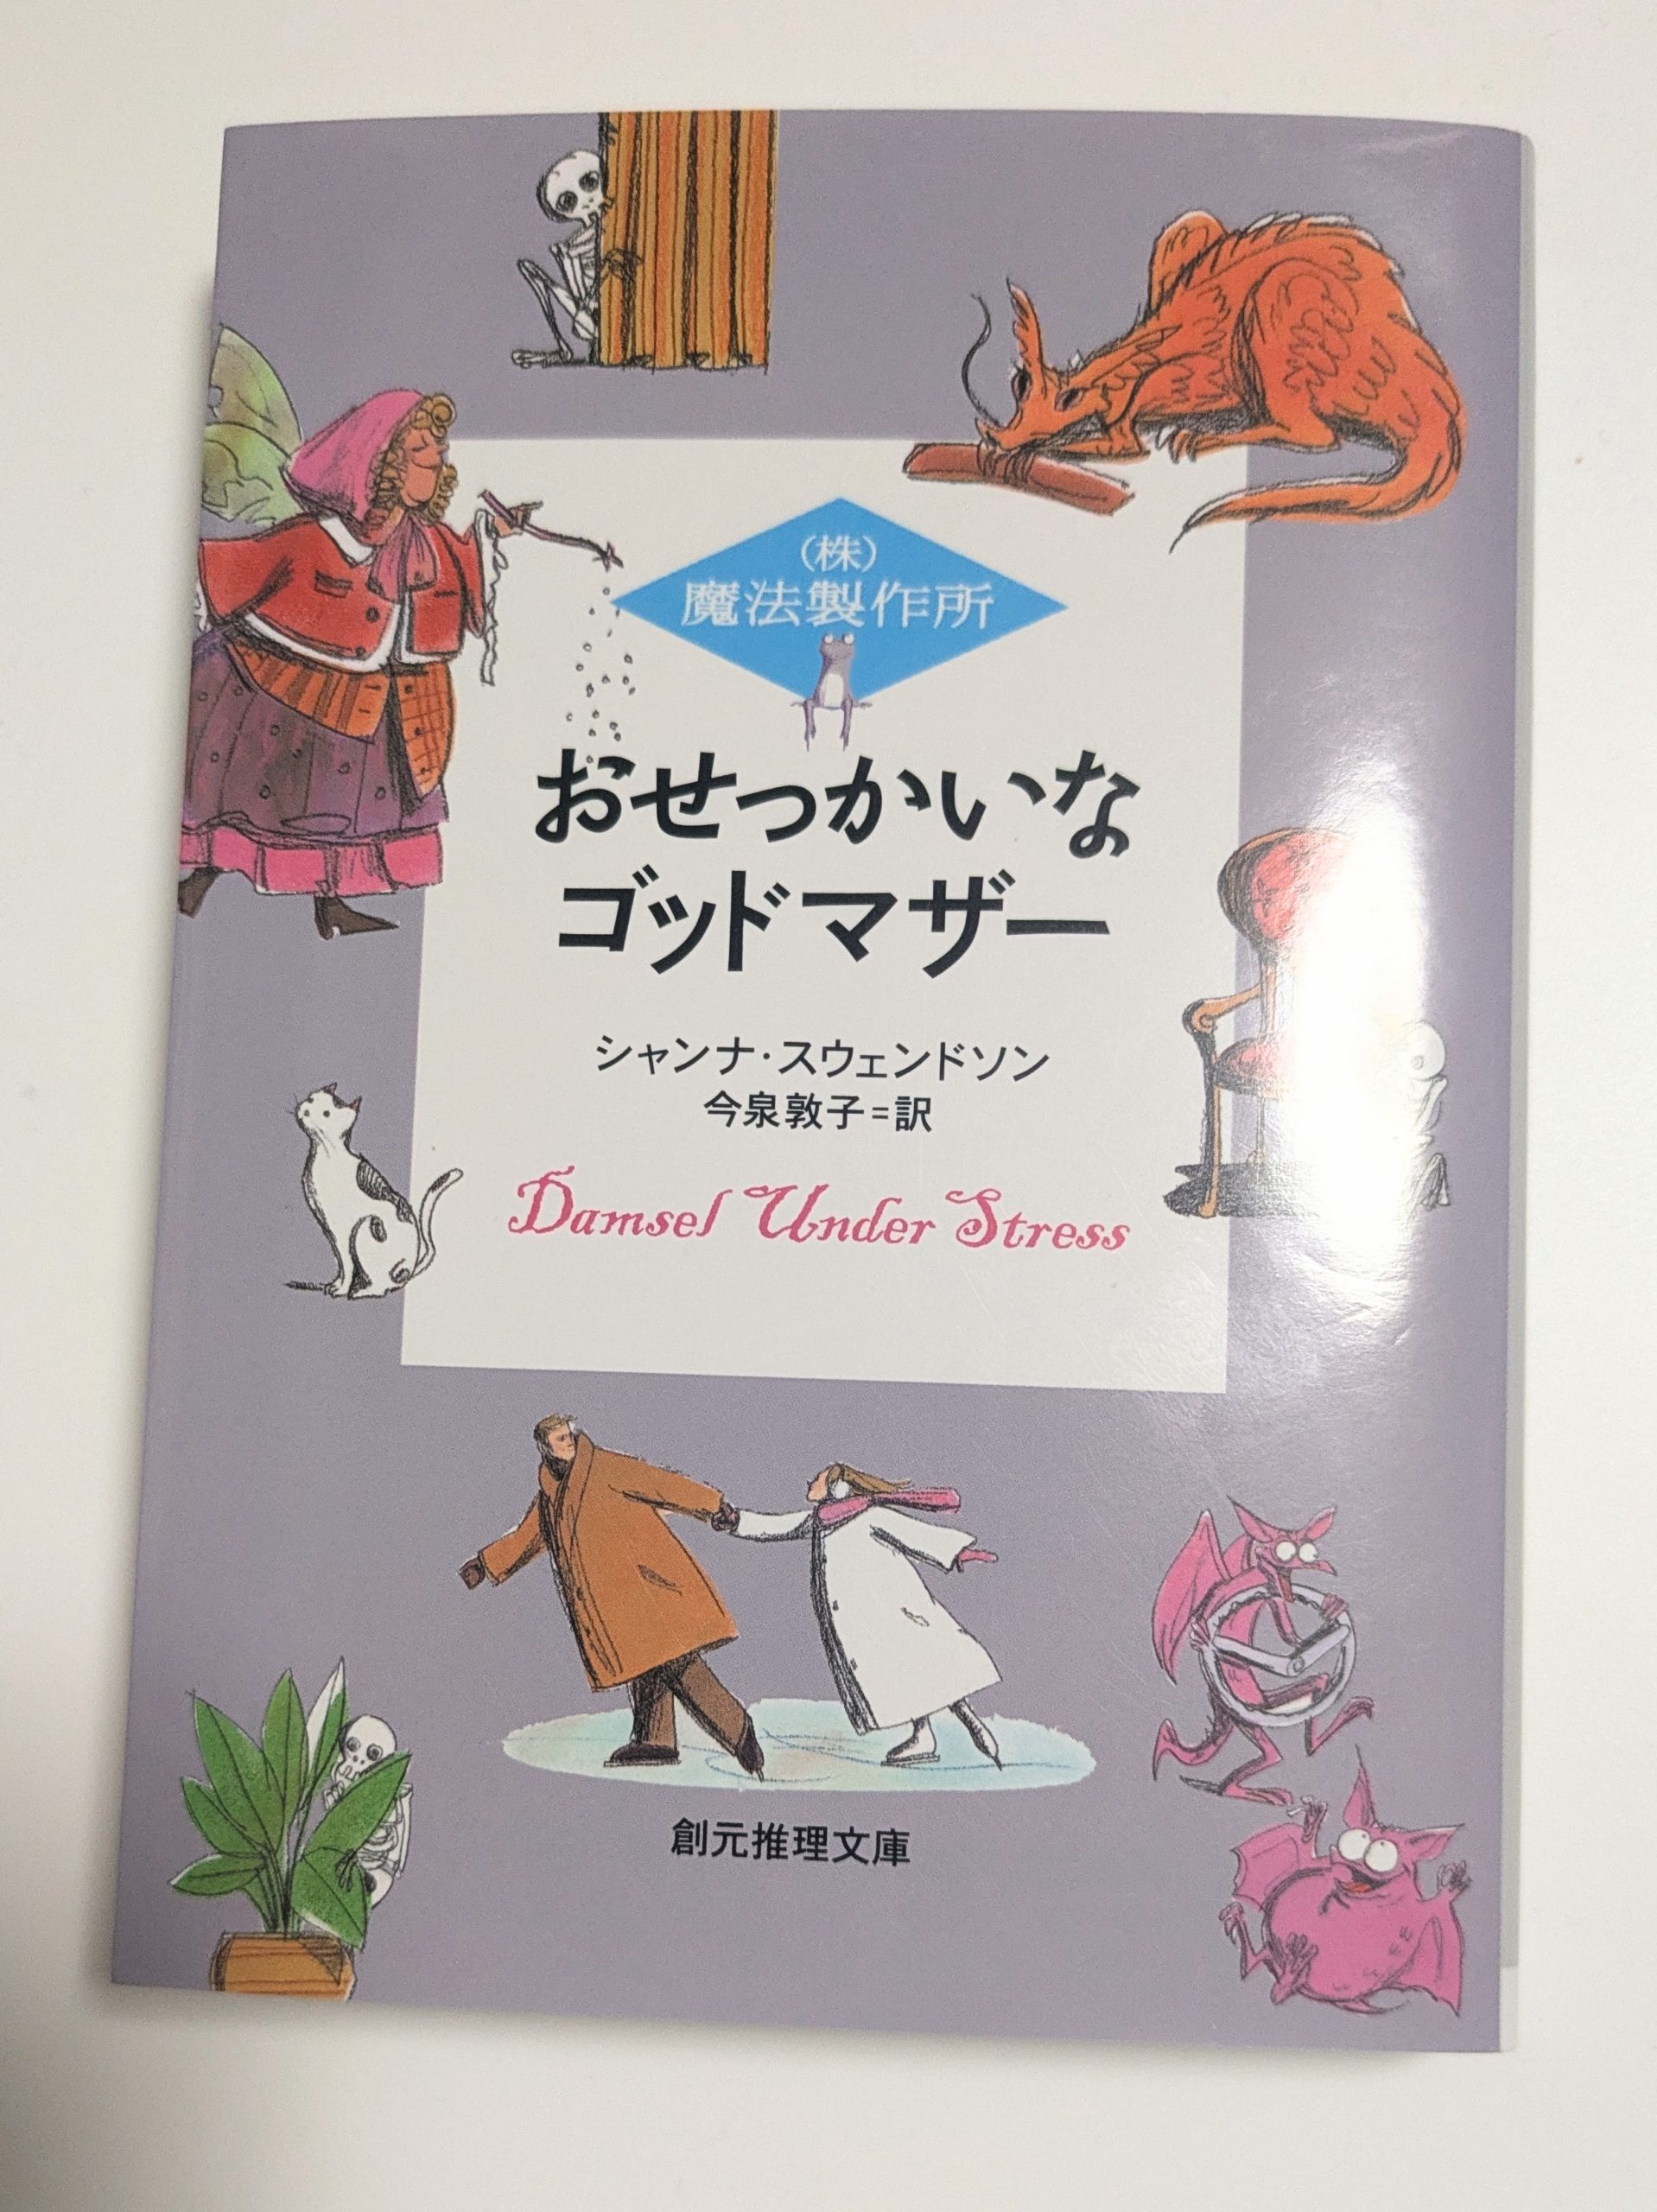 (株)
魔法製作所
おせっかいな
ゴッドマザー
シャンナ・スウェンドソン
今泉敦子=訳
Damsel Under Stress
創元推理文庫